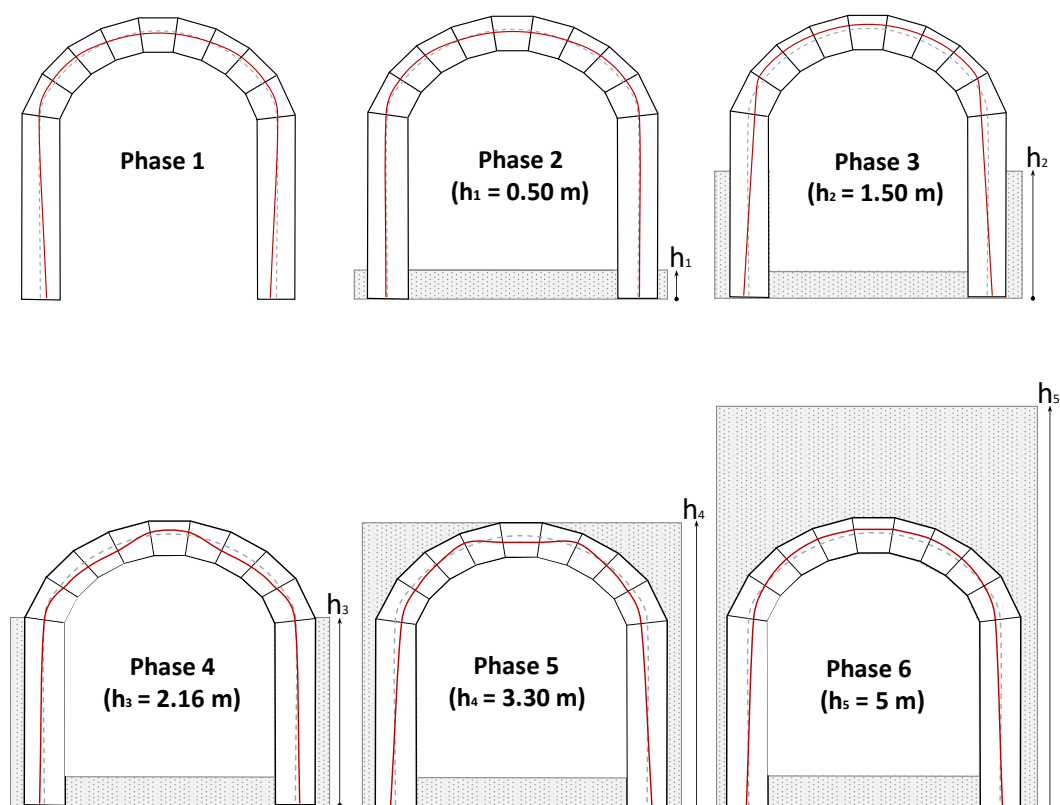 Phase 1
Phase 2
(h₁ = 0.50 m)
h₁
Phase 3
(h₂ = 1.50 m)
h₂
Phase 4
(h₃ = 2.16 m)
h₃
Phase 5
(h₄ = 3.30 m)
h₄
Phase 6
(h₅ = 5 m)
h₅